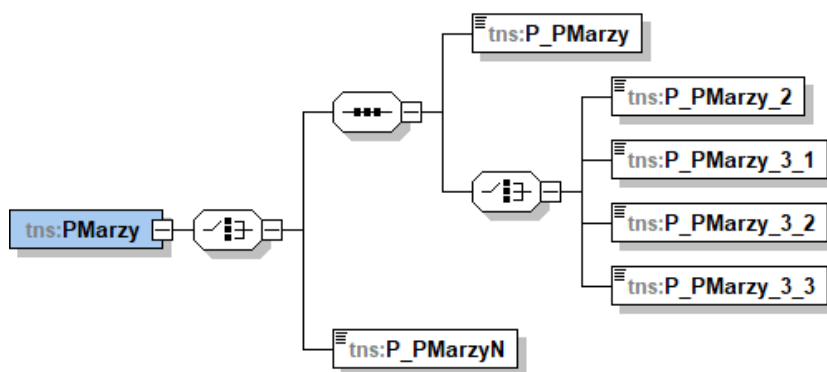 tns:P_PMarzy
tns:P_PMarzy_2
tns:P_PMarzy_3_1
tns:PMarzy
tns:P_PMarzy_3_2
tns:P_PMarzy_3_3
tns:P_PMarzyN